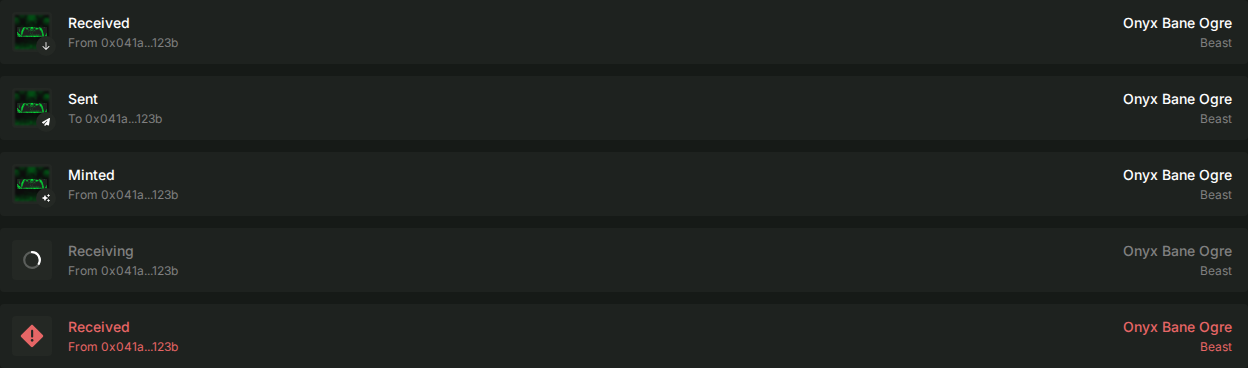 Received
Onyx Bane Ogre
From 0x041a...123b
Beast
Sent
Onyx Bane Ogre
To 0x041a...123b
Beast
Minted
Onyx Bane Ogre
From 0x041a...123b
Beast
Receiving
Onyx Bane Ogre
From 0x041a...123b
Beast
Received
Onyx Bane Ogre
From 0x041a...123b
Beast